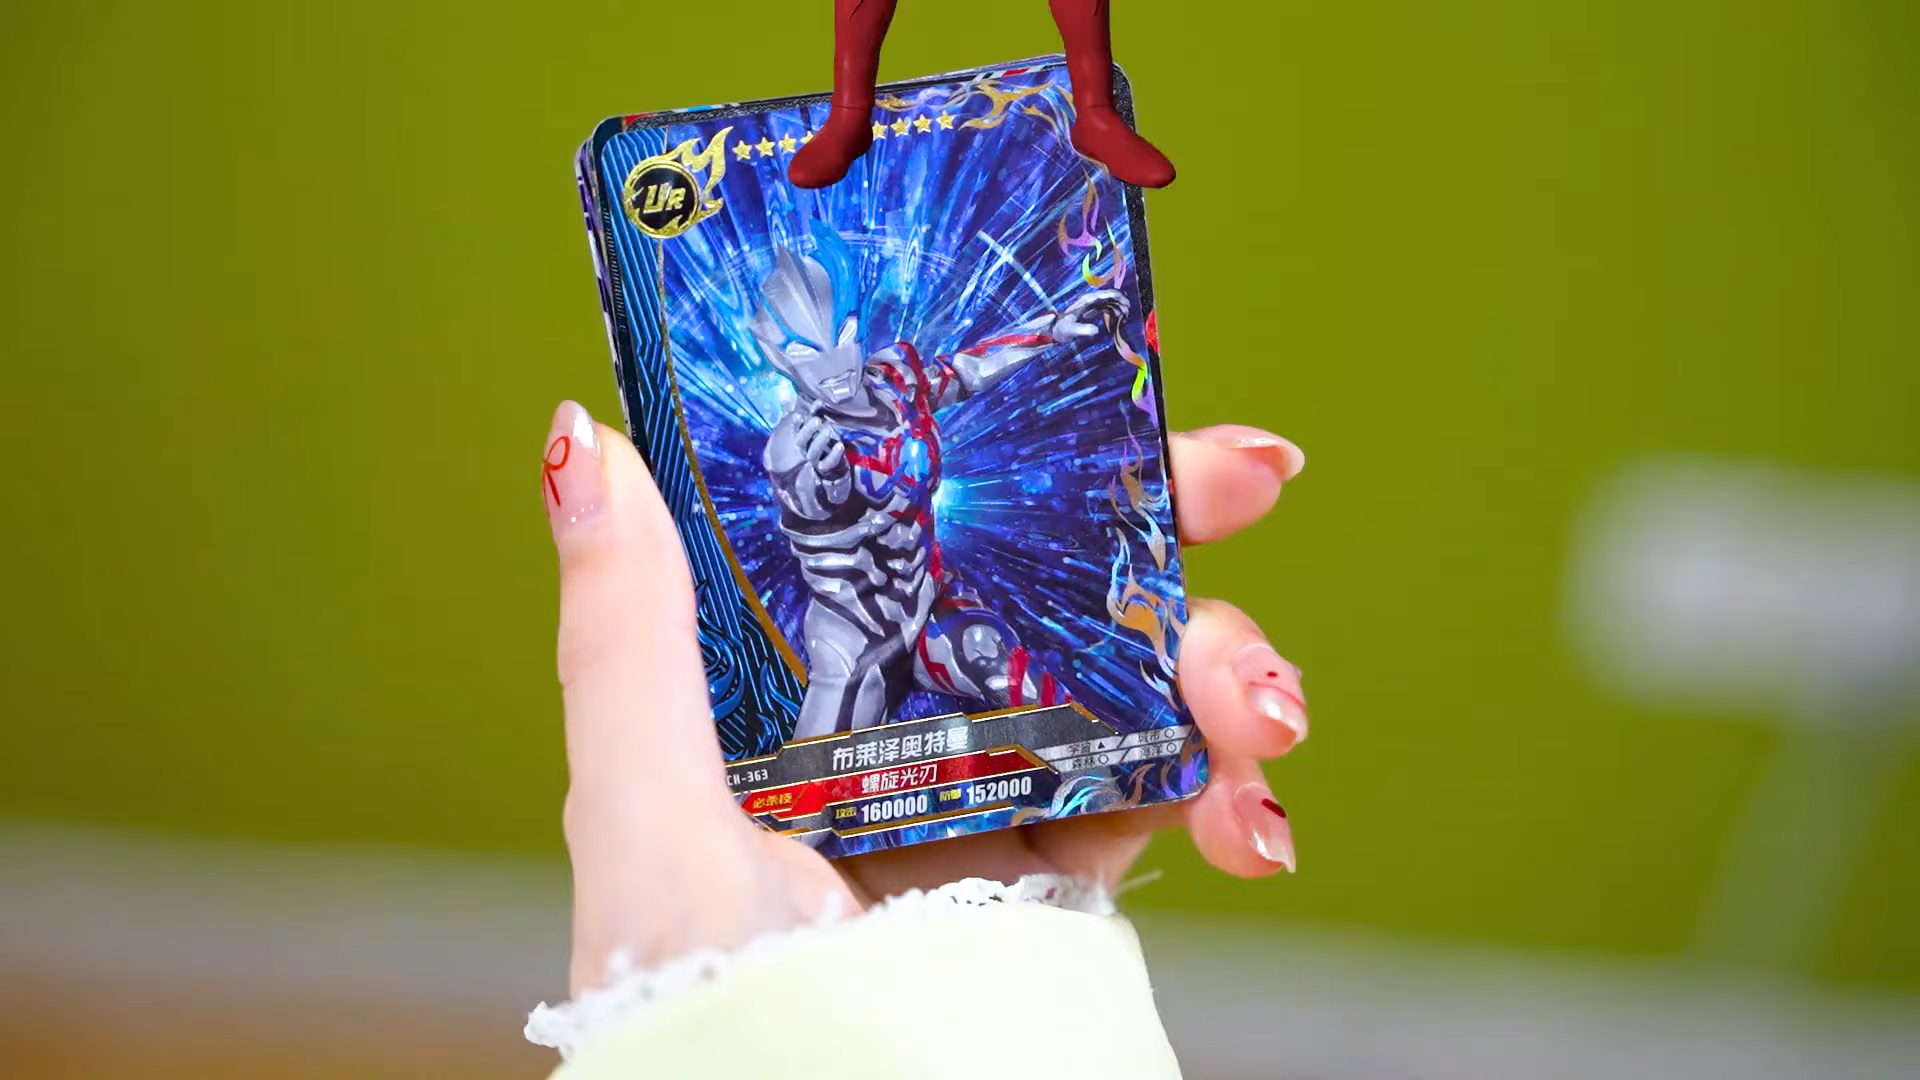 UR
布莱泽奥特曼
CH-363
螺旋光刃
必杀技
攻击 160000 防御 152000
宇宙▲ 城市○
森林○ 海洋○